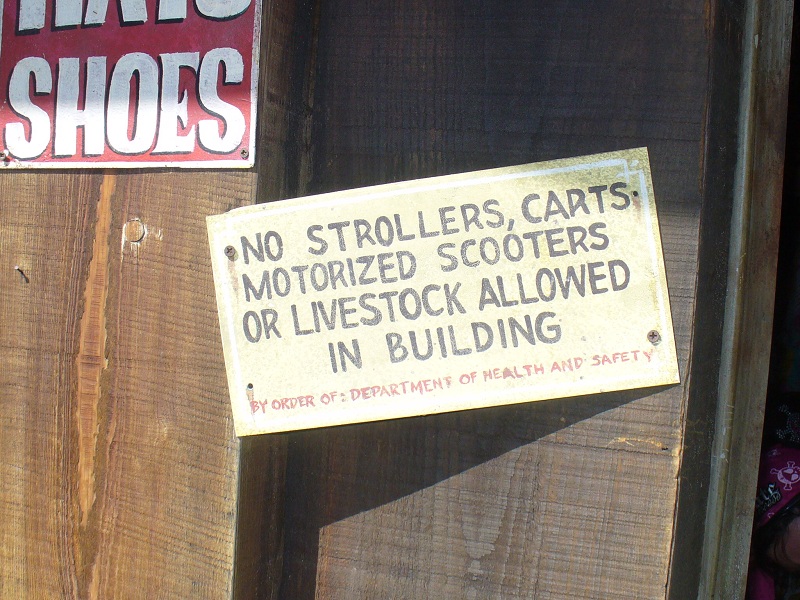 SHOES
NO STROLLERS, CARTS.
MOTORIZED SCOOTERS
OR LIVESTOCK ALLOWED
IN BUILDING
BY ORDER OF: DEPARTMENT OF HEALTH AND SAFETY